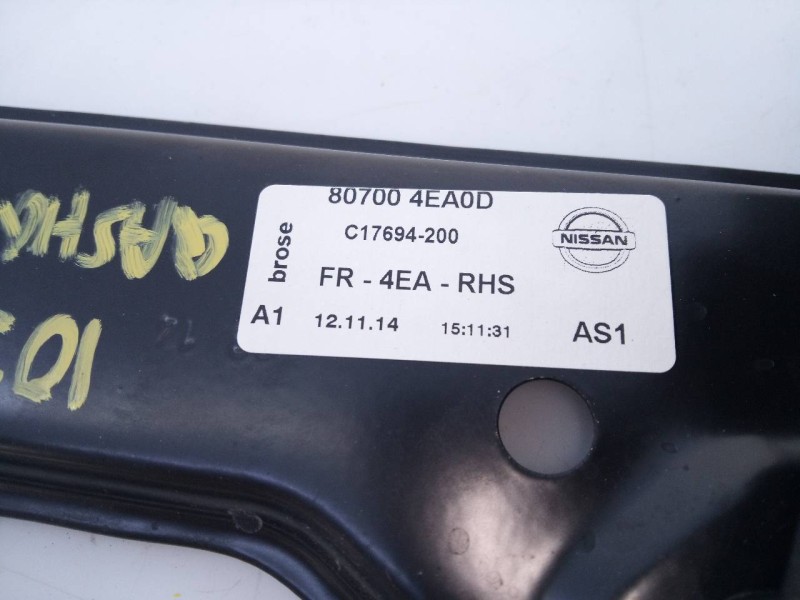 80700 4EA0D
C17694-200
brose
NISSAN
FR - 4EA - RHS
A1 12.11.14 15:11:31 AS1